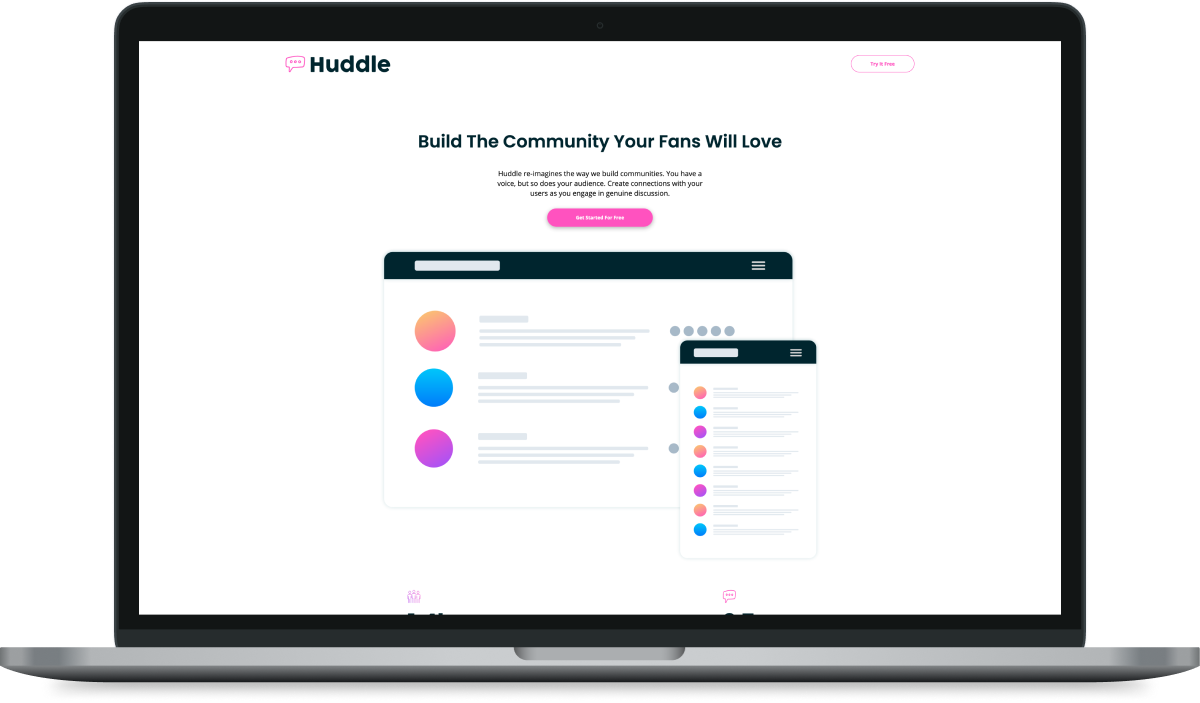 Huddle
Try It Free
Build The Community Your Fans Will Love
Huddle re-imagines the way we build communities. You have a
voice, but so does your audience. Create connections with your
users as you engage in genuine discussion.
Get Started For Free